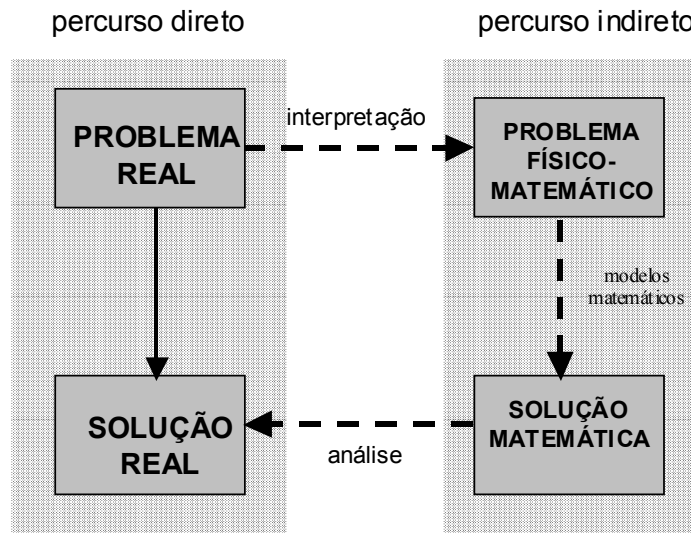 percurso direto
percurso indireto
PROBLEMA
REAL
interpretação
PROBLEMA
FÍSICO-
MATEMÁTICO
modelos
matemáticos
SOLUÇÃO
REAL
análise
SOLUÇÃO
MATEMÁTICA